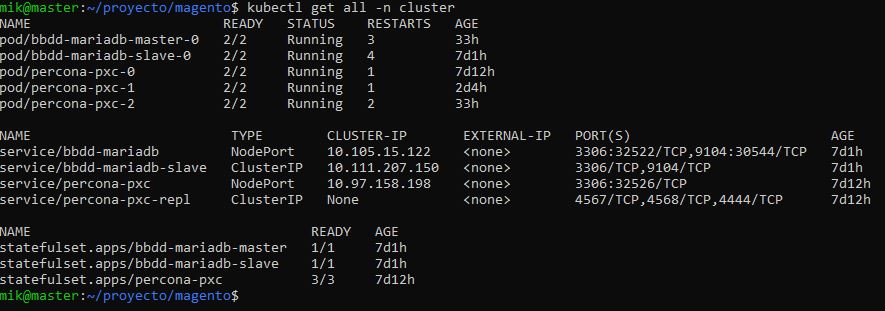 mik@master:~/proyecto/magento$ kubectl get all -n cluster
NAME                          READY   STATUS    RESTARTS   AGE
pod/bbdd-mariadb-master-0     2/2     Running   3          33h
pod/bbdd-mariadb-slave-0      2/2     Running   4          7d1h
pod/percona-pxc-0             2/2     Running   1          7d12h
pod/percona-pxc-1             2/2     Running   1          2d4h
pod/percona-pxc-2             2/2     Running   2          33h

NAME                         TYPE        CLUSTER-IP       EXTERNAL-IP   PORT(S)                         AGE
service/bbdd-mariadb         NodePort    10.105.15.122    <none>        3306:32522/TCP,9104:30544/TCP   7d1h
service/bbdd-mariadb-slave   ClusterIP   10.111.207.150   <none>        3306/TCP,9104/TCP               7d1h
service/percona-pxc          NodePort    10.97.158.198    <none>        3306:32526/TCP                  7d12h
service/percona-pxc-repl     ClusterIP   None             <none>        4567/TCP,4568/TCP,4444/TCP      7d12h

NAME                                   READY   AGE
statefulset.apps/bbdd-mariadb-master   1/1     7d1h
statefulset.apps/bbdd-mariadb-slave    1/1     7d1h
statefulset.apps/percona-pxc           3/3     7d12h
mik@master:~/proyecto/magento$